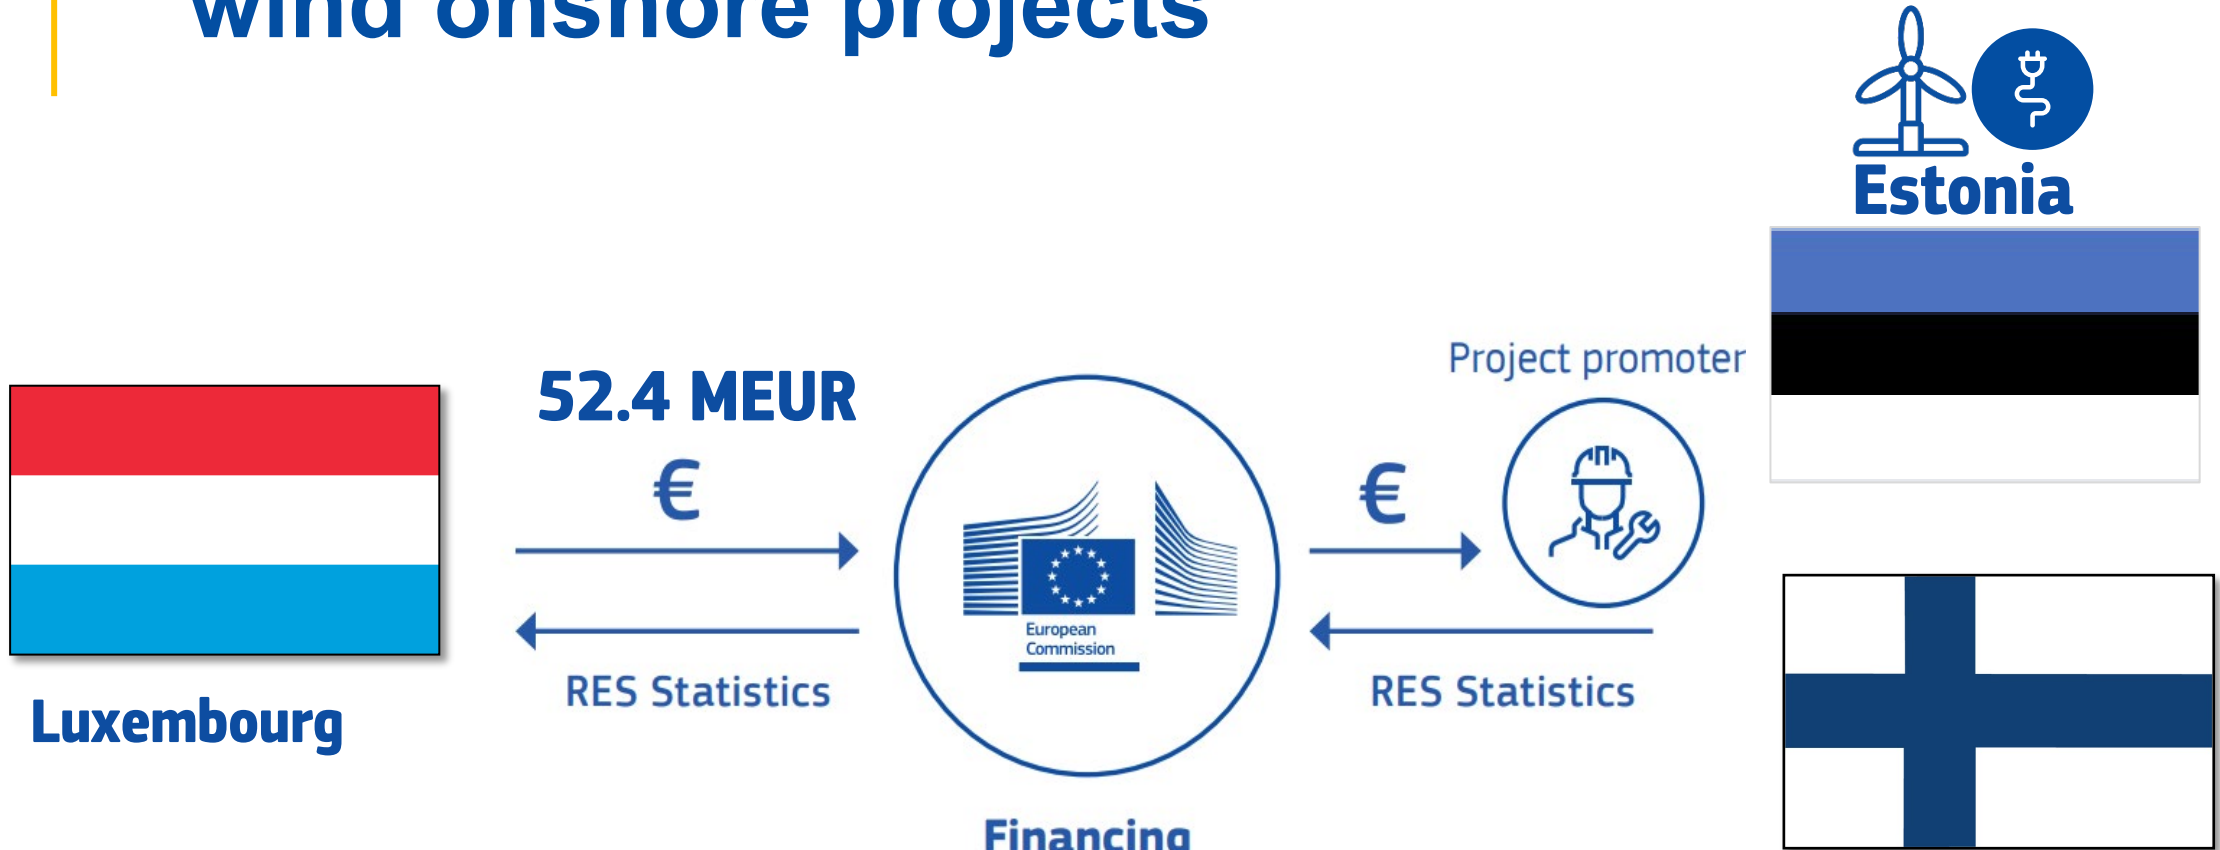 wind onshore projects
Estonia
Project promoter
52.4 MEUR
€
€
European
Commission
RES Statistics
RES Statistics
Luxembourg
Financing